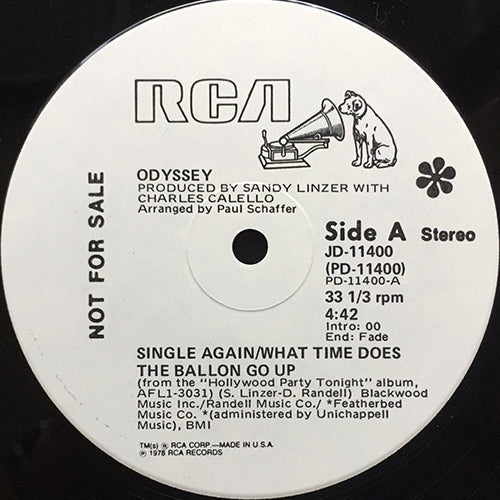 RCA
ODYSSEY
PRODUCED BY SANDY LINZER WITH
CHARLES CALELLO
Arranged by Paul Schaffer
NOT FOR SALE
Side A Stereo
JD-11400
(PD-11400)
PD-11400-A
33 1/3 rpm
4:42
Intro: 00
End: Fade
SINGLE AGAIN/WHAT TIME DOES
THE BALLON GO UP
(from the "Hollywood Party Tonight" album,
AFL1-3031) (S. Linzer-D. Randell) Blackwood
Music Inc./Randell Music Co./ *Featherbed
Music Co. *(administered by Unichappell
Music), BMI
TM(s) ® RCA CORP.—MADE IN U.S.A.
℗ 1978 RCA RECORDS